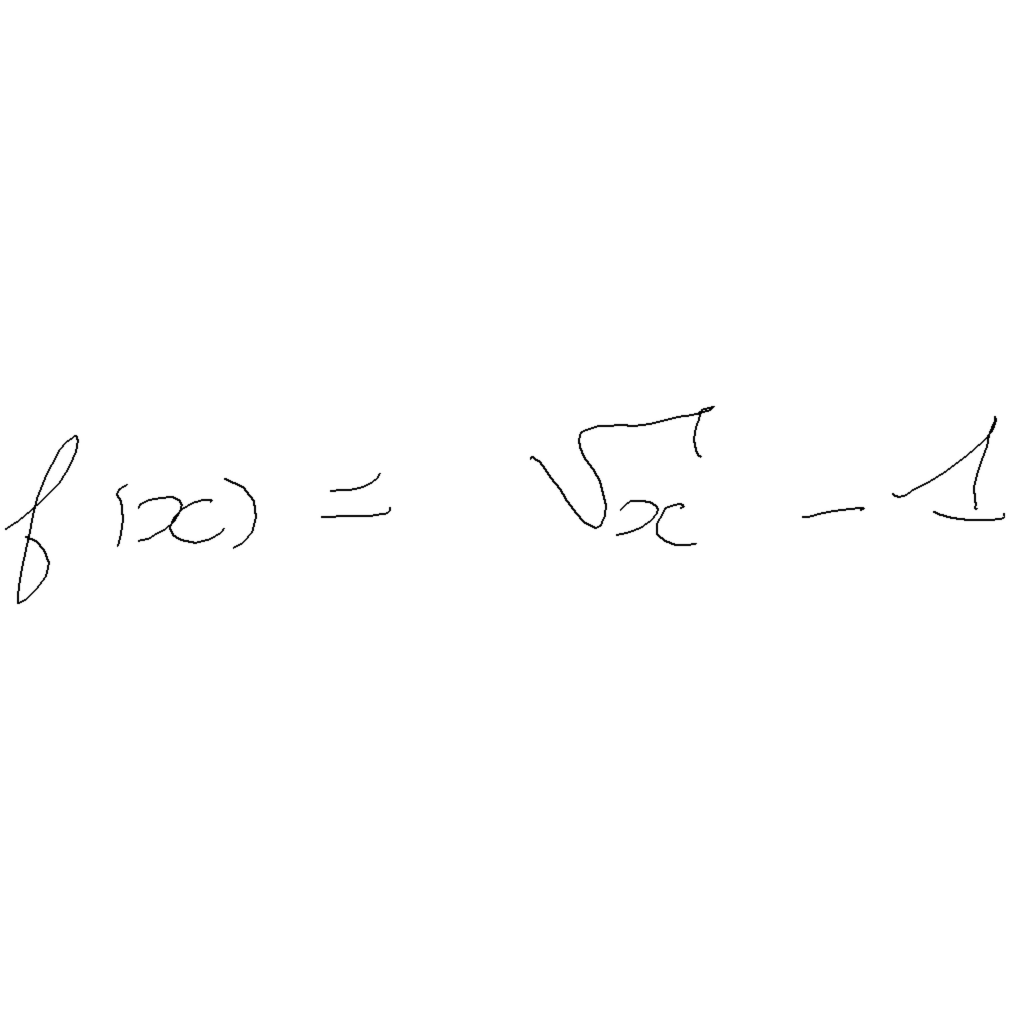 f(x) = √x - 1